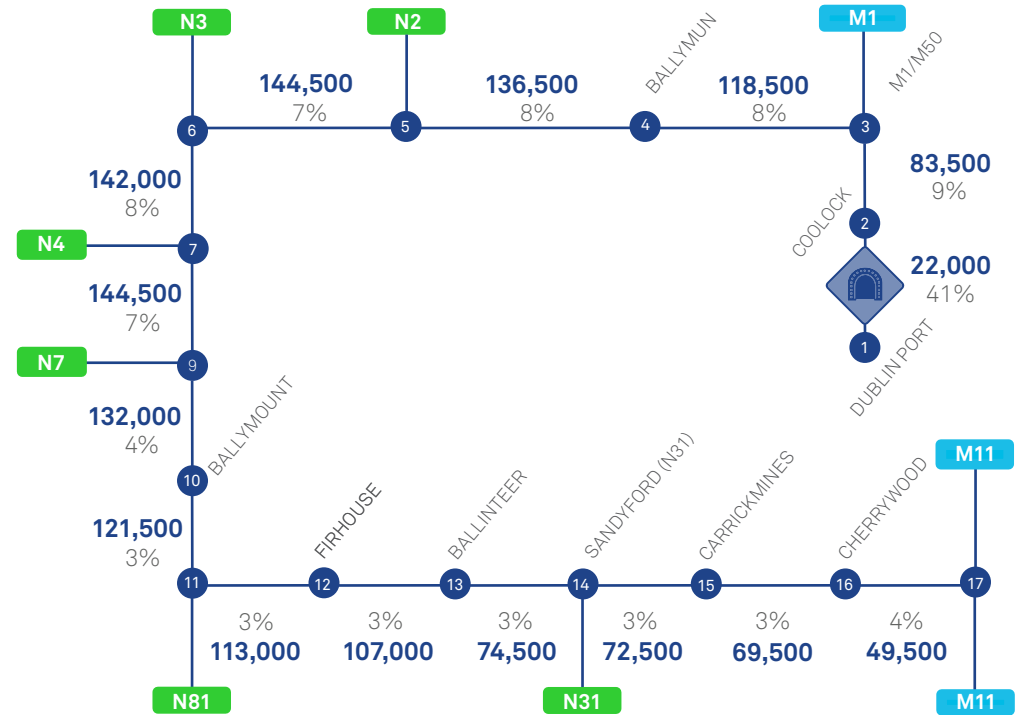 N3
N2
M1
BALLYMUN
M1/M50
144,500
7%
136,500
8%
118,500
8%
6
5
4
3
83,500
9%
142,000
8%
COOLOCK
2
N4
7
22,000
41%
144,500
7%
1
DUBLIN PORT
N7
9
132,000
4%
BALLYMOUNT
10
M11
121,500
3%
FIRHOUSE
BALLINTEER
SANDYFORD (N31)
CARRICKMINES
CHERRYWOOD
11
12
13
14
15
16
17
3%
113,000
3%
107,000
3%
74,500
3%
72,500
3%
69,500
4%
49,500
N81
N31
M11